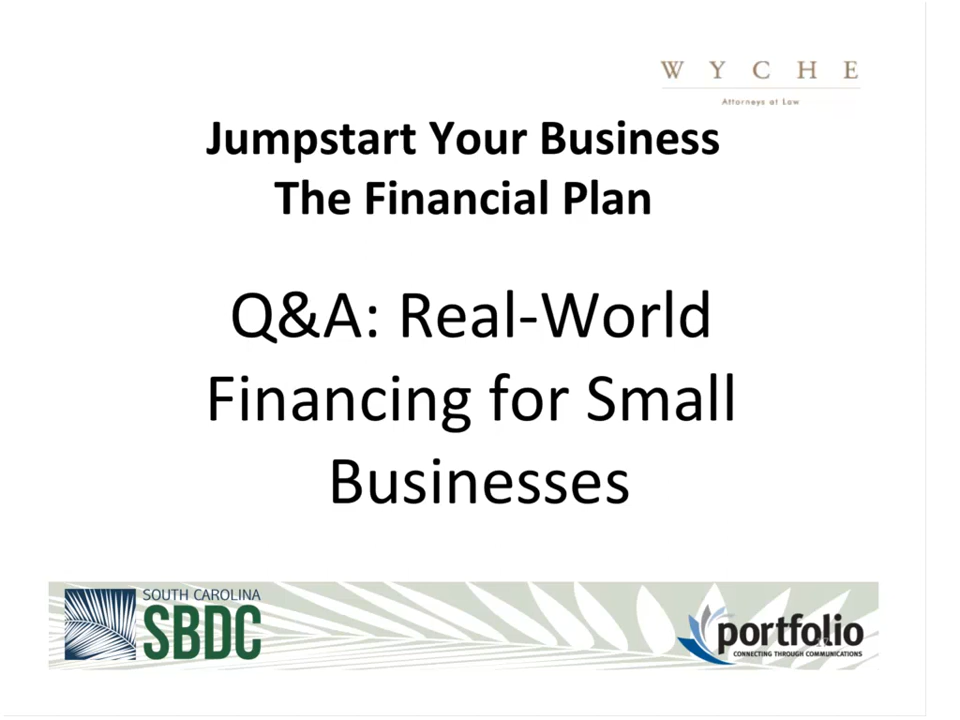 WYCHE
Attorneys at Law
Jumpstart Your Business
The Financial Plan
Q&A: Real-World
Financing for Small
Businesses
SOUTH CAROLINA
SBDC
portfolio
CONNECTING THROUGH COMMUNICATIONS